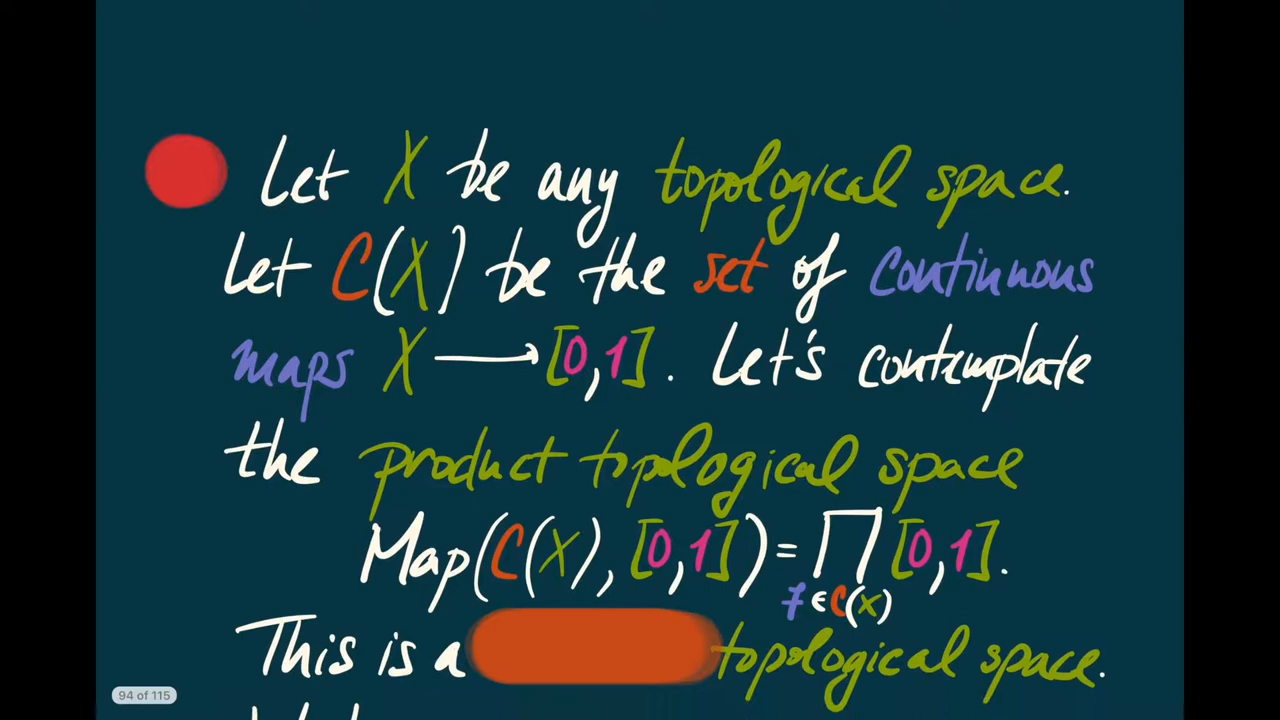 Let X be any topological space.
Let C(X) be the set of continuous
maps X → [0,1]. Let's contemplate
the product topological space
Map(C(X), [0,1]) = ∏ [0,1].
f ∈ C(X)
This is a topological space.
94 of 115